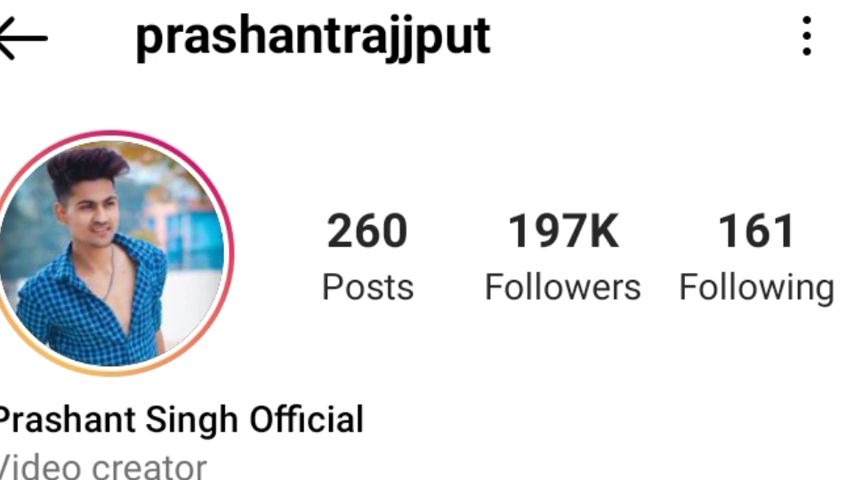 prashantrajjput
260 197K 161
Posts Followers Following
Prashant Singh Official
Video creator